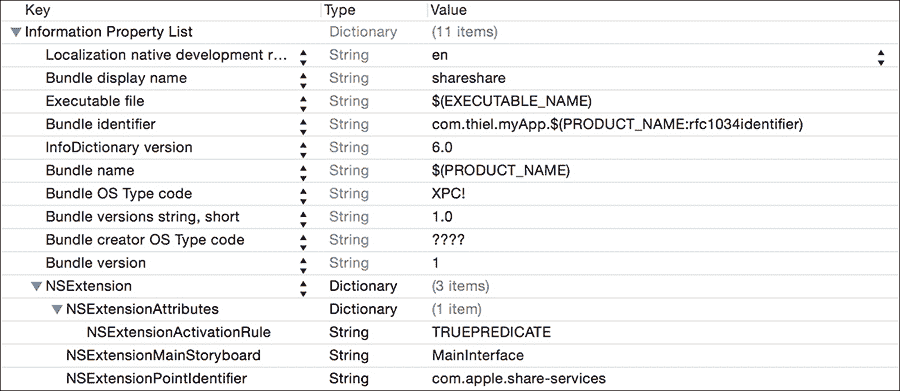 Key Type Value
Information Property List Dictionary (11 items)
Localization native development r... String en
Bundle display name String shareshare
Executable file String $(EXECUTABLE_NAME)
Bundle identifier String com.thiel.myApp.$(PRODUCT_NAME:rfc1034identifier)
InfoDictionary version String 6.0
Bundle name String $(PRODUCT_NAME)
Bundle OS Type code String XPC!
Bundle versions string, short String 1.0
Bundle creator OS Type code String ????
Bundle version String 1
NSExtension Dictionary (3 items)
NSExtensionAttributes Dictionary (1 item)
NSExtensionActivationRule String TRUEPREDICATE
NSExtensionMainStoryboard String MainInterface
NSExtensionPointIdentifier String com.apple.share-services